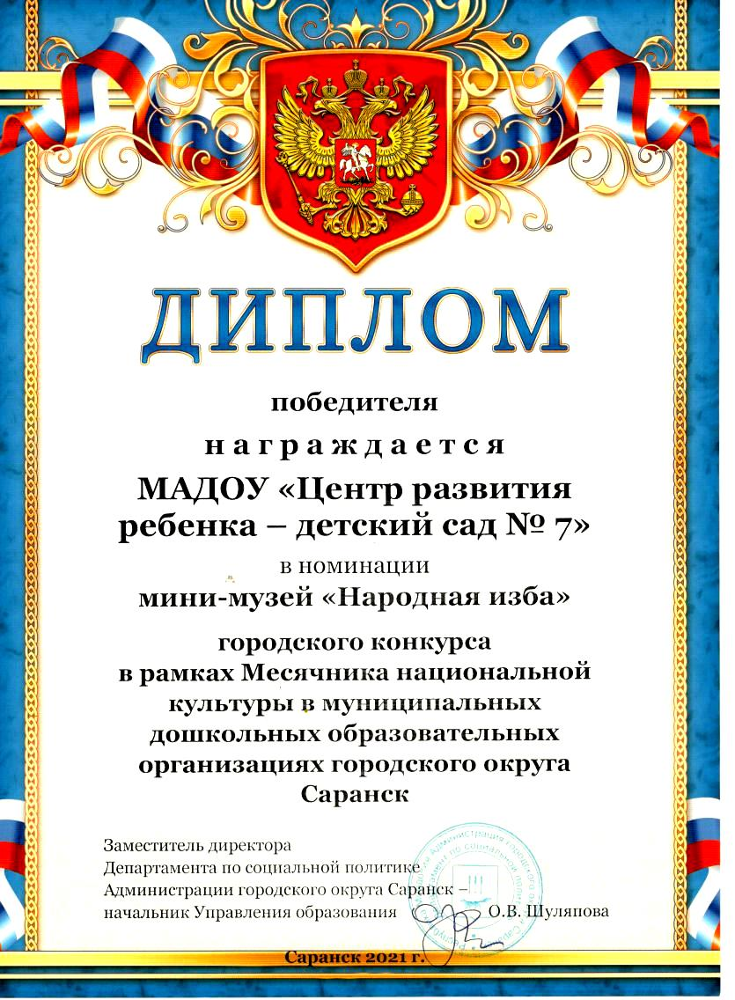 ДИПЛОМ
победителя
награждается
МАДОУ «Центр развития
ребенка – детский сад № 7»
в номинации
мини-музей «Народная изба»
городского конкурса
в рамках Месячника национальной
культуры в муниципальных
дошкольных образовательных
организациях городского округа
Саранск
Заместитель директора
Департамента по социальной политике
Администрации городского округа Саранск –
начальник Управления образования О.В. Шуляпова
Саранск 2021 г.